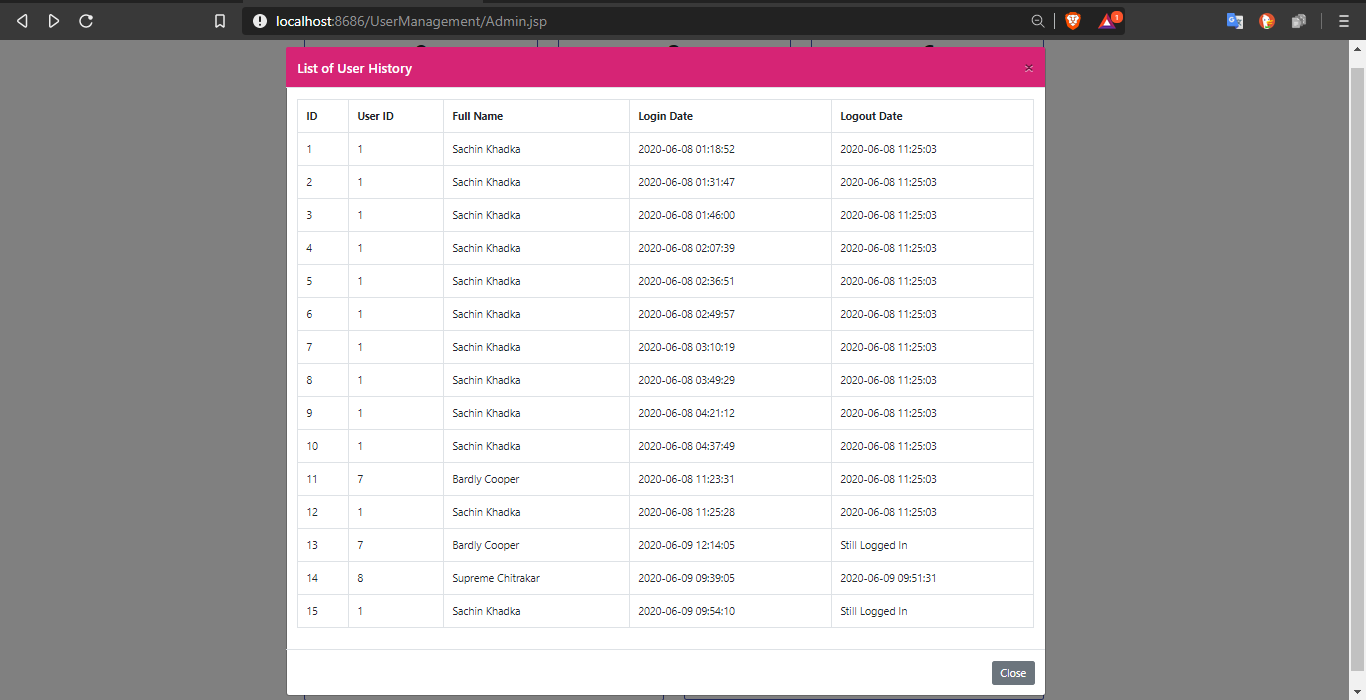 localhost:8686/UserManagement/Admin.jsp
1
List of User History ×
ID User ID Full Name Login Date Logout Date
1 1 Sachin Khadka 2020-06-08 01:18:52 2020-06-08 11:25:03
2 1 Sachin Khadka 2020-06-08 01:31:47 2020-06-08 11:25:03
3 1 Sachin Khadka 2020-06-08 01:46:00 2020-06-08 11:25:03
4 1 Sachin Khadka 2020-06-08 02:07:39 2020-06-08 11:25:03
5 1 Sachin Khadka 2020-06-08 02:36:51 2020-06-08 11:25:03
6 1 Sachin Khadka 2020-06-08 02:49:57 2020-06-08 11:25:03
7 1 Sachin Khadka 2020-06-08 03:10:19 2020-06-08 11:25:03
8 1 Sachin Khadka 2020-06-08 03:49:29 2020-06-08 11:25:03
9 1 Sachin Khadka 2020-06-08 04:21:12 2020-06-08 11:25:03
10 1 Sachin Khadka 2020-06-08 04:37:49 2020-06-08 11:25:03
11 7 Bardly Cooper 2020-06-08 11:23:31 2020-06-08 11:25:03
12 1 Sachin Khadka 2020-06-08 11:25:28 2020-06-08 11:25:03
13 7 Bardly Cooper 2020-06-09 12:14:05 Still Logged In
14 8 Supreme Chitrakar 2020-06-09 09:39:05 2020-06-09 09:51:31
15 1 Sachin Khadka 2020-06-09 09:54:10 Still Logged In
Close